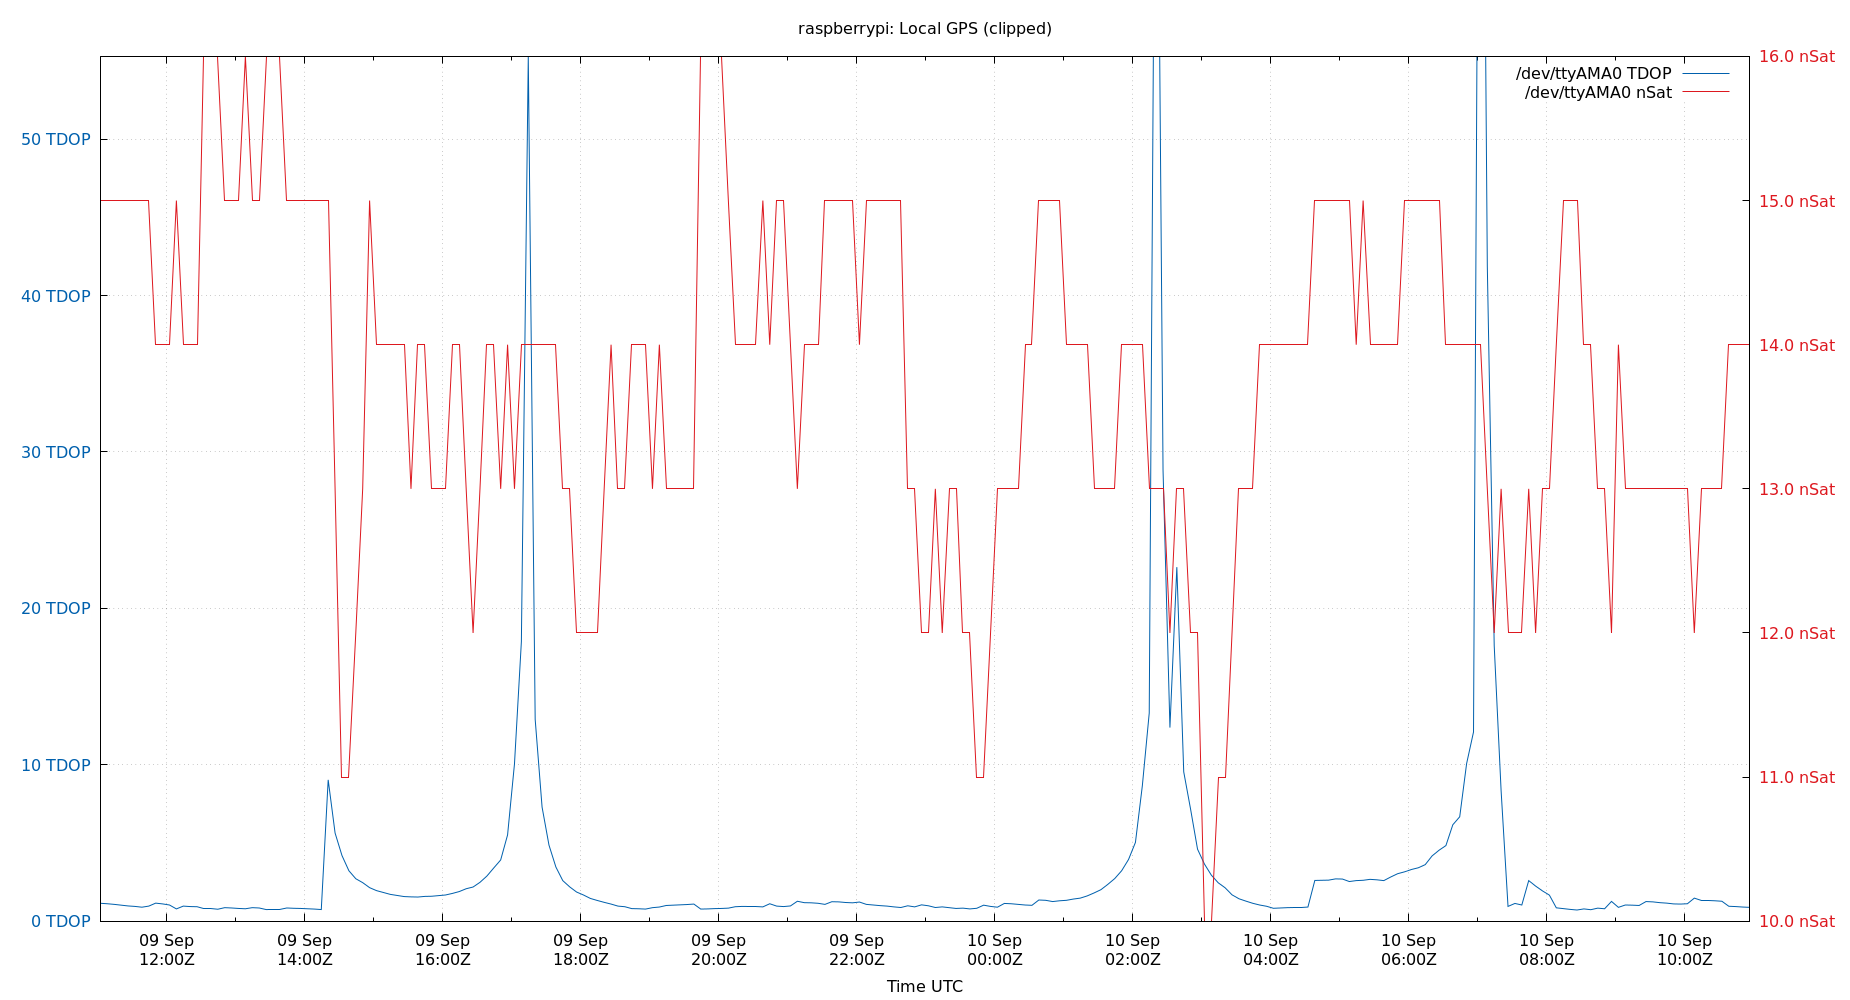 raspberrypi: Local GPS (clipped)
/dev/ttyAMA0 TDOP
/dev/ttyAMA0 nSat
50 TDOP
40 TDOP
30 TDOP
20 TDOP
10 TDOP
0 TDOP
16.0 nSat
15.0 nSat
14.0 nSat
13.0 nSat
12.0 nSat
11.0 nSat
10.0 nSat
09 Sep
12:00Z
09 Sep
14:00Z
09 Sep
16:00Z
09 Sep
18:00Z
09 Sep
20:00Z
09 Sep
22:00Z
10 Sep
00:00Z
10 Sep
02:00Z
10 Sep
04:00Z
10 Sep
06:00Z
10 Sep
08:00Z
10 Sep
10:00Z
Time UTC